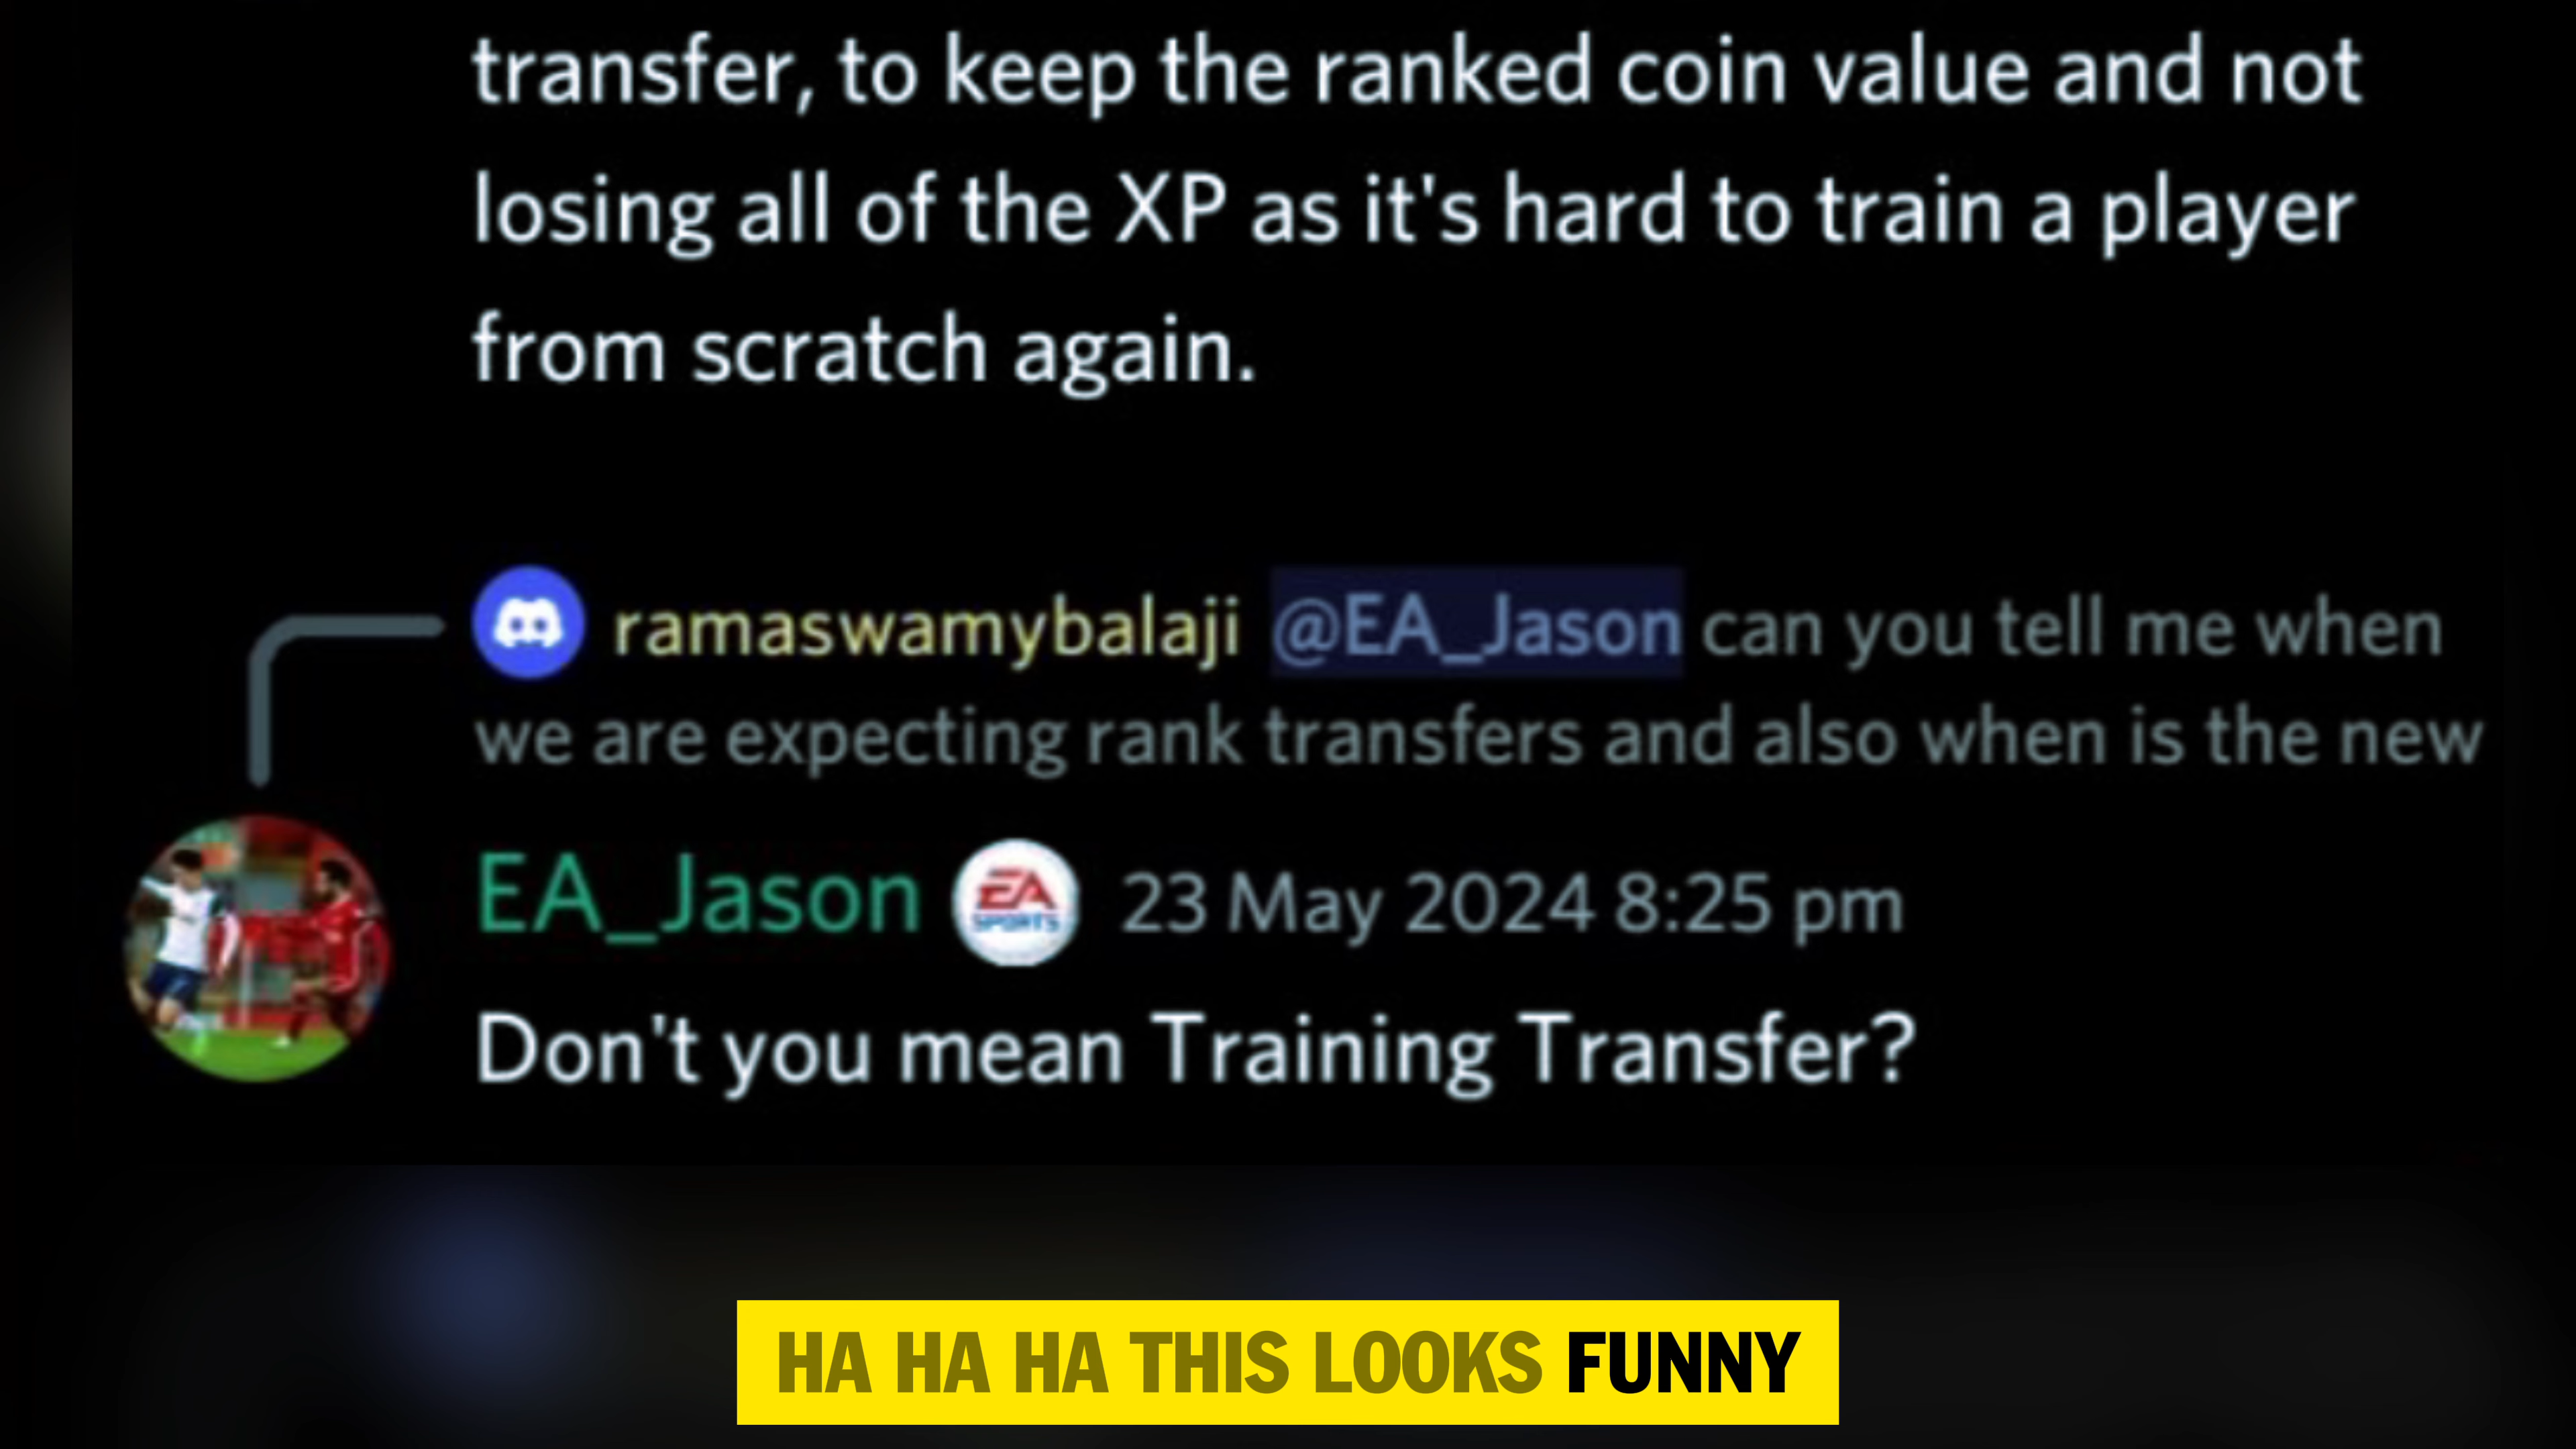 transfer, to keep the ranked coin value and not
losing all of the XP as it's hard to train a player
from scratch again.
ramaswamybalaji @EA_Jason can you tell me when
we are expecting rank transfers and also when is the new
EA_Jason EA SPORTS 23 May 2024 8:25 pm
Don't you mean Training Transfer?
HA HA HA THIS LOOKS FUNNY